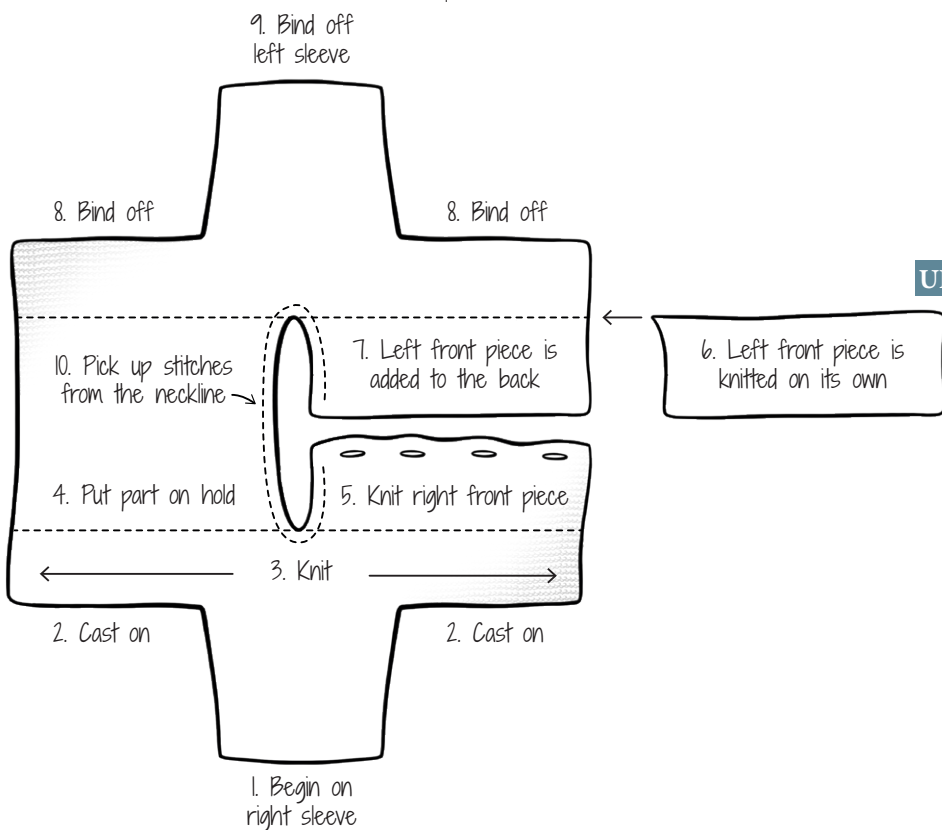 9. Bind off
left sleeve
8. Bind off
8. Bind off
10. Pick up stitches
from the neckline
7. Left front piece is
added to the back
6. Left front piece is
knitted on its own
4. Put part on hold
5. Knit right front piece
3. Knit
2. Cast on
2. Cast on
1. Begin on
right sleeve